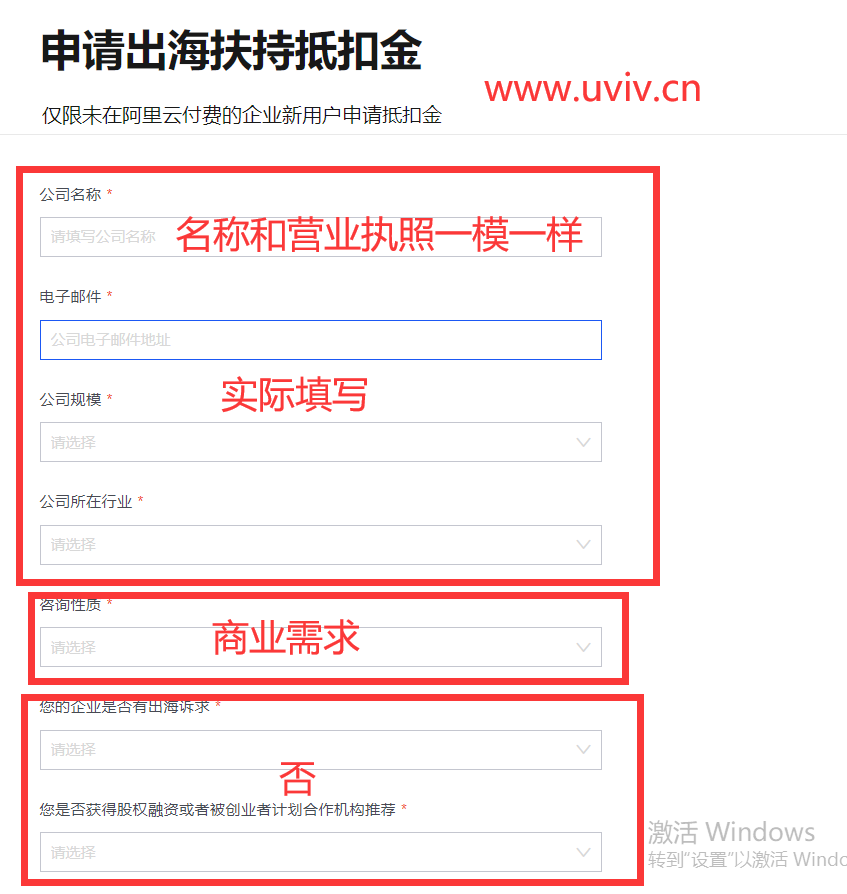 申请出海扶持抵扣金
www.uviv.cn
仅限未在阿里云付费的企业新用户申请抵扣金
公司名称 *
请填写公司名称
名称和营业执照一模一样
电子邮件 *
公司电子邮件地址
公司规模 *
实际填写
请选择
公司所在行业 *
请选择
咨询性质 *
请选择
商业需求
您的企业是否有出海诉求 *
请选择
否
您是否获得股权融资或者被创业者计划合作机构推荐 *
请选择
激活 Windows
转到"设置"以激活 Windo